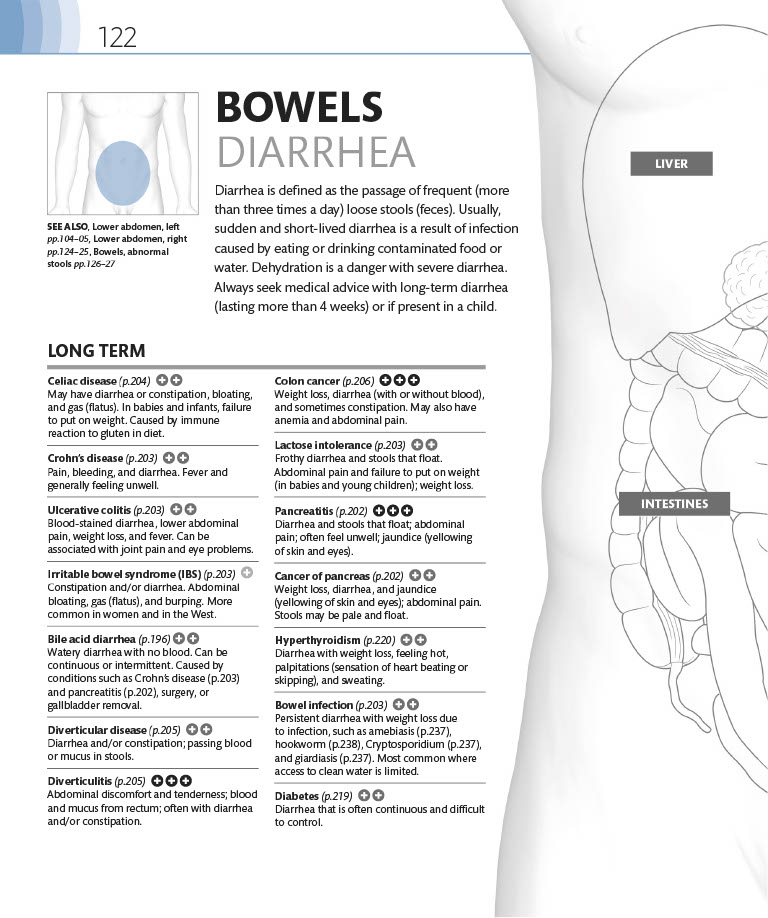 122
BOWELS
DIARRHEA
Diarrhea is defined as the passage of frequent (more
than three times a day) loose stools (feces). Usually,
sudden and short-lived diarrhea is a result of infection
caused by eating or drinking contaminated food or
water. Dehydration is a danger with severe diarrhea.
Always seek medical advice with long-term diarrhea
(lasting more than 4 weeks) or if present in a child.
SEE ALSO, Lower abdomen, left
pp.104–05, Lower abdomen, right
pp.124–25, Bowels, abnormal
stools pp.126–27
LONG TERM
Celiac disease (p.204)
May have diarrhea or constipation, bloating,
and gas (flatus). In babies and infants, failure
to put on weight. Caused by immune
reaction to gluten in diet.
Crohn's disease (p.203)
Pain, bleeding, and diarrhea. Fever and
generally feeling unwell.
Ulcerative colitis (p.203)
Blood-stained diarrhea, lower abdominal
pain, weight loss, and fever. Can be
associated with joint pain and eye problems.
Irritable bowel syndrome (IBS) (p.203)
Constipation and/or diarrhea. Abdominal
bloating, gas (flatus), and burping. More
common in women and in the West.
Bile acid diarrhea (p.196)
Watery diarrhea with no blood. Can be
continuous or intermittent. Caused by
conditions such as Crohn's disease (p.203)
and pancreatitis (p.202), surgery, or
gallbladder removal.
Diverticular disease (p.205)
Diarrhea and/or constipation; passing blood
or mucus in stools.
Diverticulitis (p.205)
Abdominal discomfort and tenderness; blood
and mucus from rectum; often with diarrhea
and/or constipation.
Colon cancer (p.206)
Weight loss, diarrhea (with or without blood),
and sometimes constipation. May also have
anemia and abdominal pain.
Lactose intolerance (p.203)
Frothy diarrhea and stools that float.
Abdominal pain and failure to put on weight
(in babies and young children); weight loss.
Pancreatitis (p.202)
Diarrhea and stools that float; abdominal
pain; often feel unwell; jaundice (yellowing
of skin and eyes).
Cancer of pancreas (p.202)
Weight loss, diarrhea, and jaundice
(yellowing of skin and eyes); abdominal pain.
Stools may be pale and float.
Hyperthyroidism (p.220)
Diarrhea with weight loss, feeling hot,
palpitations (sensation of heart beating or
skipping), and sweating.
Bowel infection (p.203)
Persistent diarrhea with weight loss due
to infection, such as amebiasis (p.237),
hookworm (p.238), Cryptosporidium (p.237),
and giardiasis (p.237). Most common where
access to clean water is limited.
Diabetes (p.219)
Diarrhea that is often continuous and difficult
to control.
LIVER
INTESTINES